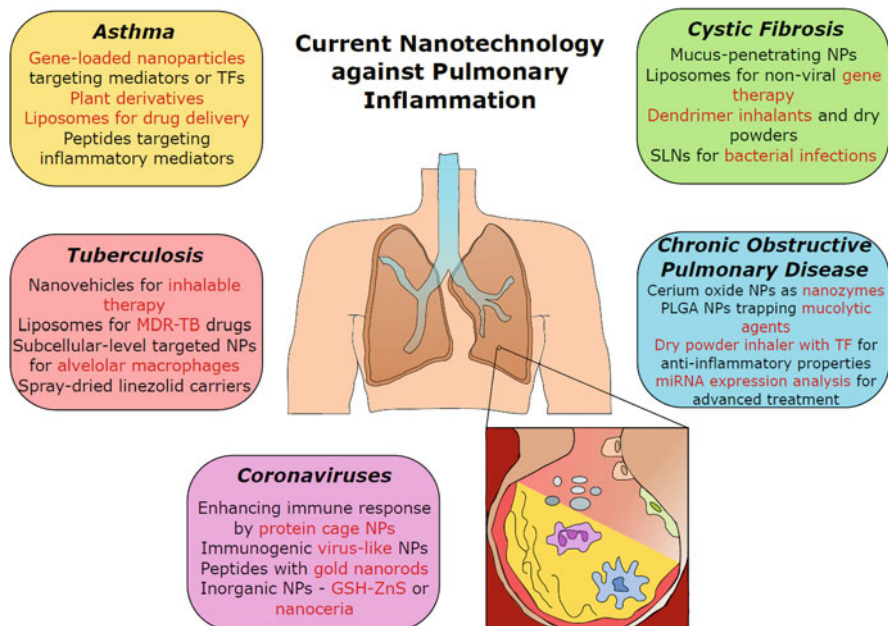 Current Nanotechnology
against Pulmonary
Inflammation
Asthma
Gene-loaded nanoparticles
targeting mediators or TFs
Plant derivatives
Liposomes for drug delivery
Peptides targeting
inflammatory mediators
Cystic Fibrosis
Mucus-penetrating NPs
Liposomes for non-viral gene
therapy
Dendrimer inhalants and dry
powders
SLNs for bacterial infections
Tuberculosis
Nanovehicles for inhalable
therapy
Liposomes for MDR-TB drugs
Subcellular-level targeted NPs
for alvelolar macrophages
Spray-dried linezolid carriers
Chronic Obstructive
Pulmonary Disease
Cerium oxide NPs as nanozymes
PLGA NPs trapping mucolytic
agents
Dry powder inhaler with TF for
anti-inflammatory properties
miRNA expression analysis for
advanced treatment
Coronaviruses
Enhancing immune response
by protein cage NPs
Immunogenic virus-like NPs
Peptides with gold nanorods
Inorganic NPs - GSH-ZnS or
nanoceria